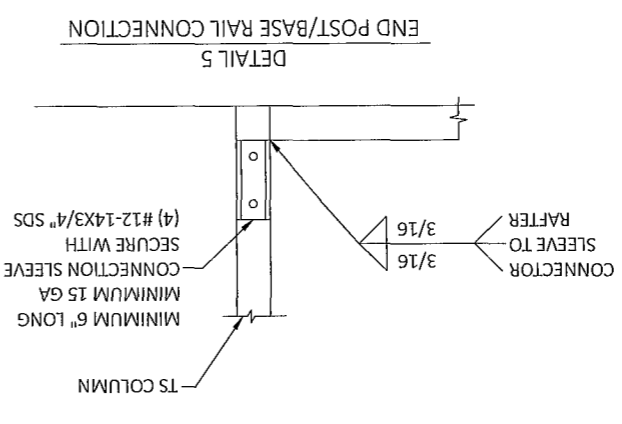 TS COLUMN
MINIMUM 6" LONG
MINIMUM 15 GA
CONNECTION SLEEVE
SECURE WITH
(4) #12-14X3/4" SDS
CONNECTOR
SLEEVE TO
RAFTER
3/16
3/16
DETAIL 5
END POST/BASE RAIL CONNECTION